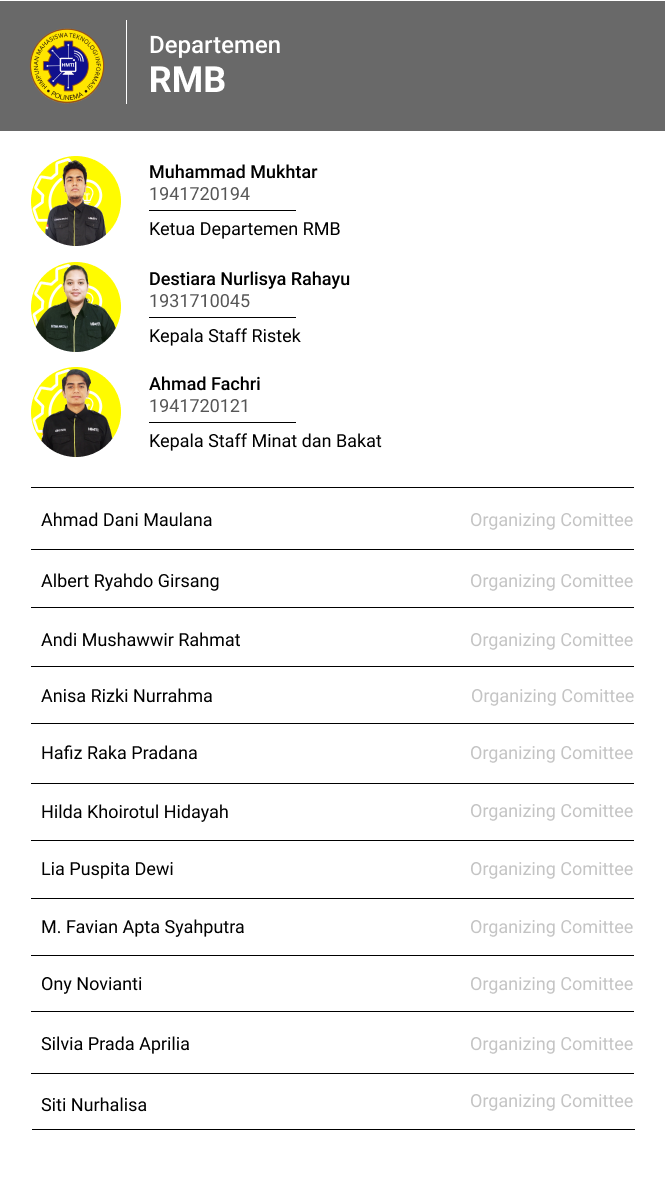 HIMPUNAN MAHASISWA TEKNOLOGI INFORMASI
HMTI
POLINEMA
Departemen
RMB
Muhammad Mukhtar
1941720194
Ketua Departemen RMB
Destiara Nurlisya Rahayu
1931710045
Kepala Staff Ristek
Ahmad Fachri
1941720121
Kepala Staff Minat dan Bakat
Ahmad Dani Maulana Organizing Comittee
Albert Ryahdo Girsang Organizing Comittee
Andi Mushawwir Rahmat Organizing Comittee
Anisa Rizki Nurrahma Organizing Comittee
Hafiz Raka Pradana Organizing Comittee
Hilda Khoirotul Hidayah Organizing Comittee
Lia Puspita Dewi Organizing Comittee
M. Favian Apta Syahputra Organizing Comittee
Ony Novianti Organizing Comittee
Silvia Prada Aprilia Organizing Comittee
Siti Nurhalisa Organizing Comittee